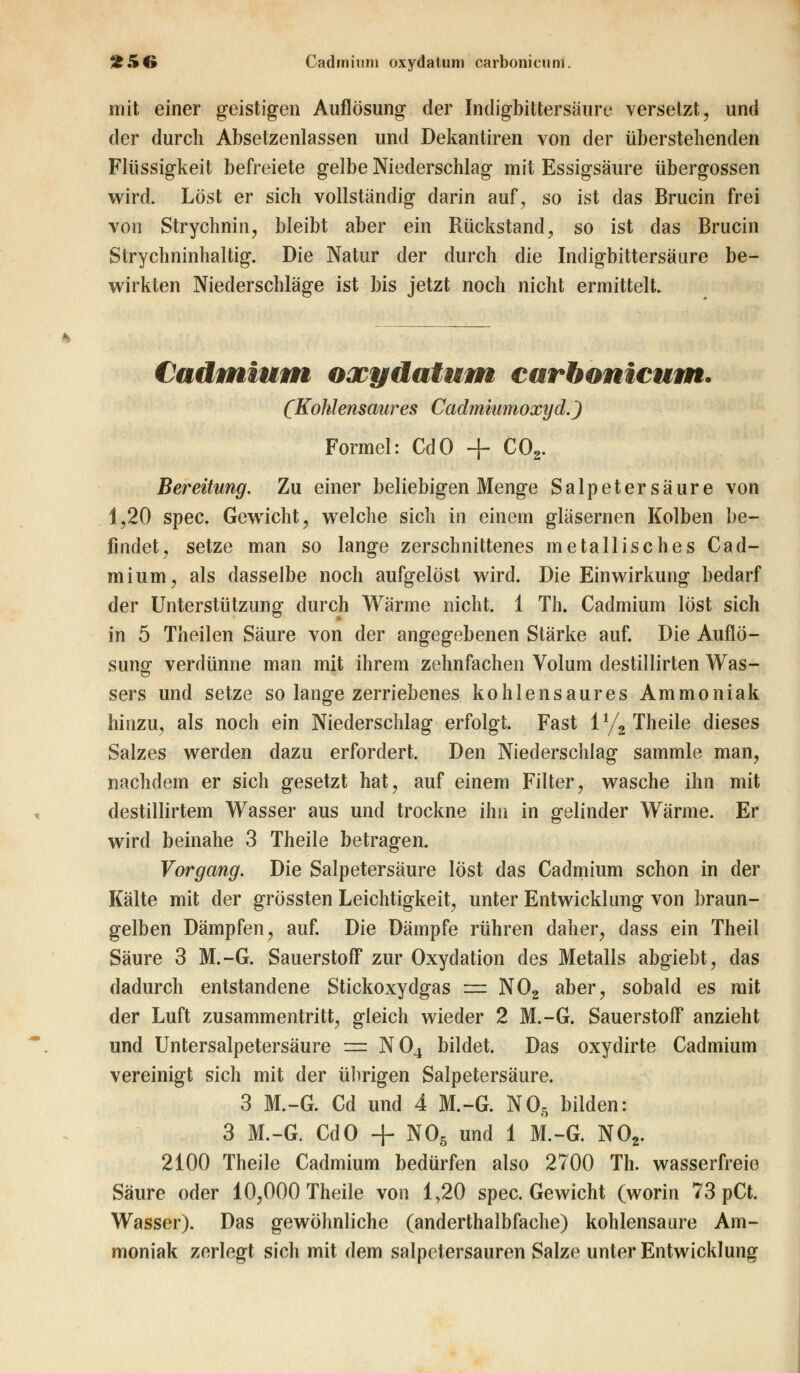 256 Cadmium oxydatum carbonicum.
mit einer geistigen Auflösung der Indigbittersäure versetzt, und
der durch Absetzenlassen und Dekantiren von der überstehenden
Flüssigkeit befreiete gelbe Niederschlag mit Essigsäure übergossen
wird. Löst er sich vollständig darin auf, so ist das Brucin frei
von Strychnin, bleibt aber ein Rückstand, so ist das Brucin
Strychninhaltig. Die Natur der durch die Indigbittersäure be-
wirkten Niederschläge ist bis jetzt noch nicht ermittelt.
Cadmium oxydatum carbonicum.
(Kohlensaures Cadmiumoxyd.)
Formel: CdO + CO₂.
Bereitung. Zu einer beliebigen Menge Salpetersäure von
1,20 spec. Gewicht, welche sich in einem gläsernen Kolben be-
findet, setze man so lange zerschnittenes metallisches Cad-
mium, als dasselbe noch aufgelöst wird. Die Einwirkung bedarf
der Unterstützung durch Wärme nicht. 1 Th. Cadmium löst sich
in 5 Theilen Säure von der angegebenen Stärke auf. Die Auflö-
sung verdünne man mit ihrem zehnfachen Volum destillirten Was-
sers und setze so lange zerriebenes kohlensaures Ammoniak
hinzu, als noch ein Niederschlag erfolgt. Fast 1½ Theile dieses
Salzes werden dazu erfordert. Den Niederschlag sammle man,
nachdem er sich gesetzt hat, auf einem Filter, wasche ihn mit
destillirtem Wasser aus und trockne ihn in gelinder Wärme. Er
wird beinahe 3 Theile betragen.
Vorgang. Die Salpetersäure löst das Cadmium schon in der
Kälte mit der grössten Leichtigkeit, unter Entwicklung von braun-
gelben Dämpfen, auf. Die Dämpfe rühren daher, dass ein Theil
Säure 3 M.-G. Sauerstoff zur Oxydation des Metalls abgiebt, das
dadurch entstandene Stickoxydgas = NO₂ aber, sobald es mit
der Luft zusammentritt, gleich wieder 2 M.-G. Sauerstoff anzieht
und Untersalpetersäure = NO₄ bildet. Das oxydirte Cadmium
vereinigt sich mit der übrigen Salpetersäure.
3 M.-G. Cd und 4 M.-G. NO₅ bilden:
3 M.-G. CdO + NO₅ und 1 M.-G. NO₂.
2100 Theile Cadmium bedürfen also 2700 Th. wasserfreie
Säure oder 10,000 Theile von 1,20 spec. Gewicht (worin 73 pCt.
Wasser). Das gewöhnliche (anderthalbfache) kohlensaure Am-
moniak zerlegt sich mit dem salpetersauren Salze unter Entwicklung